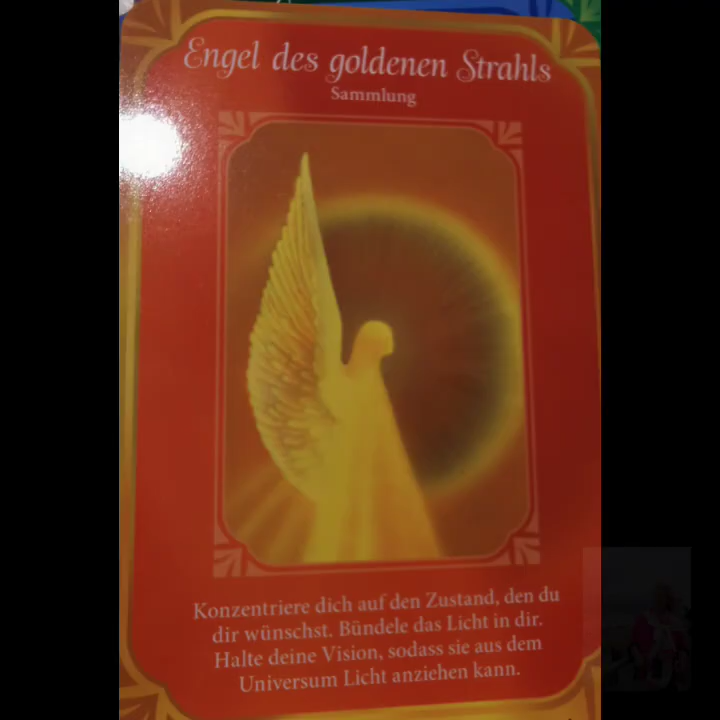 Engel des goldenen Strahls
Sammlung
Konzentriere dich auf den Zustand, den du
dir wünschst. Bündele das Licht in dir.
Halte deine Vision, sodass sie aus dem
Universum Licht anziehen kann.